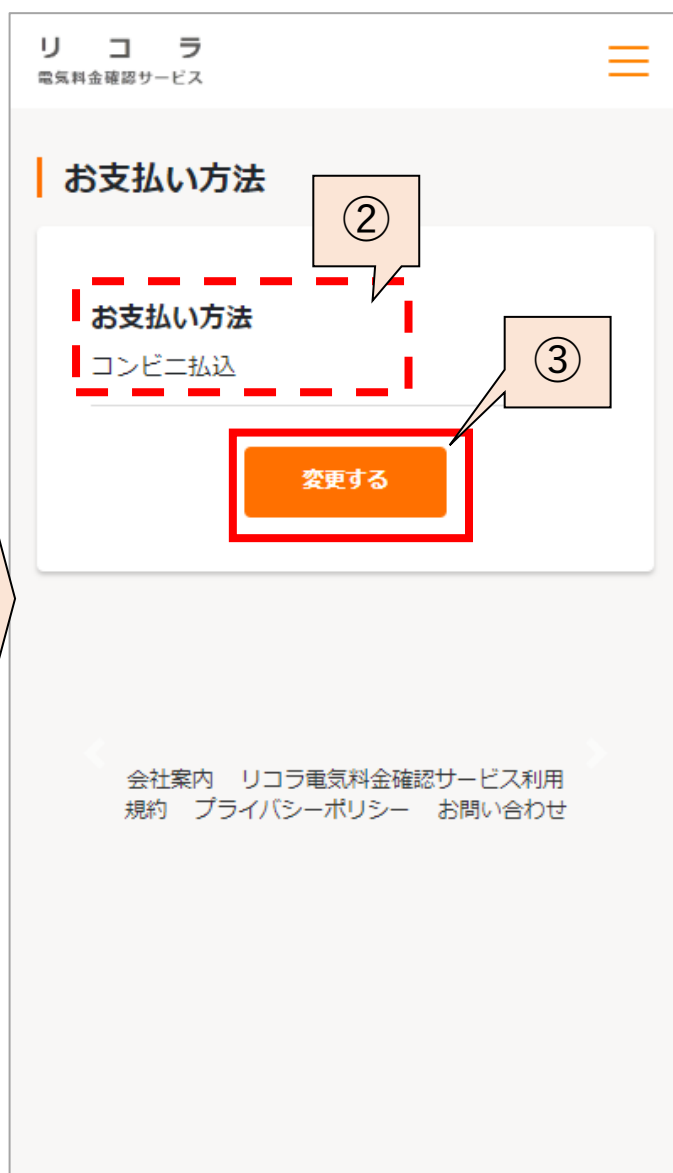 リ コ ラ
電気料金確認サービス
お支払い方法
②
お支払い方法
コンビニ払込
③
変更する
会社案内 リコラ電気料金確認サービス利用
規約 プライバシーポリシー お問い合わせ